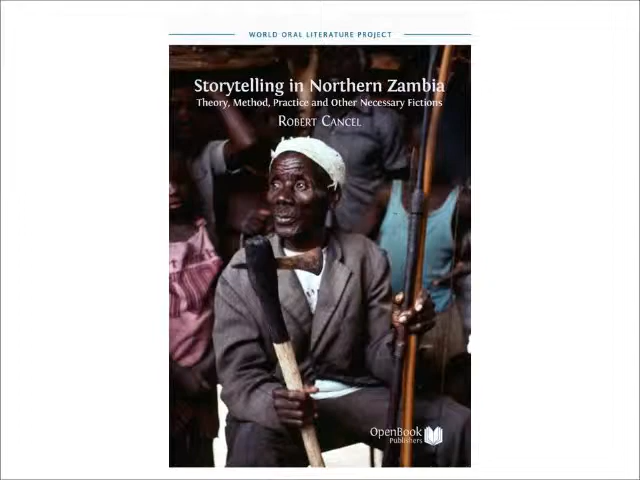 WORLD ORAL LITERATURE PROJECT
Storytelling in Northern Zambia
Theory, Method, Practice and Other Necessary Fictions
ROBERT CANCEL
OpenBook
Publishers